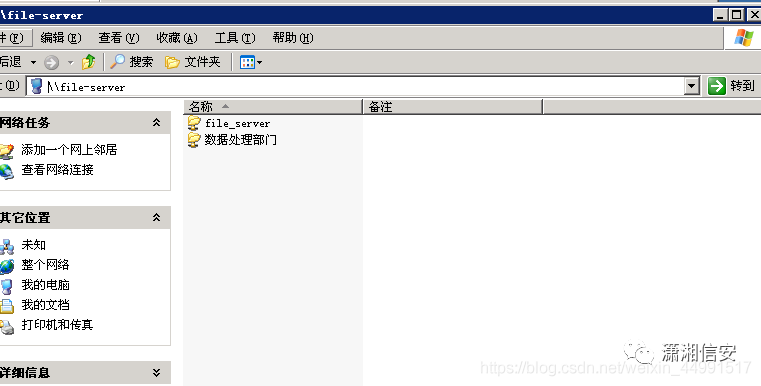 \\file-server
件(F) 编辑(E) 查看(V) 收藏(A) 工具(T) 帮助(H)
后退 搜索 文件夹
(D) \\file-server 转到
名称 备注
网络任务
添加一个网上邻居
查看网络连接
其它位置
未知
整个网络
我的电脑
我的文档
打印机和传真
详细信息
file_server
数据处理部门
潇湘信安
https://blog.csdn.net/weixin_44991517